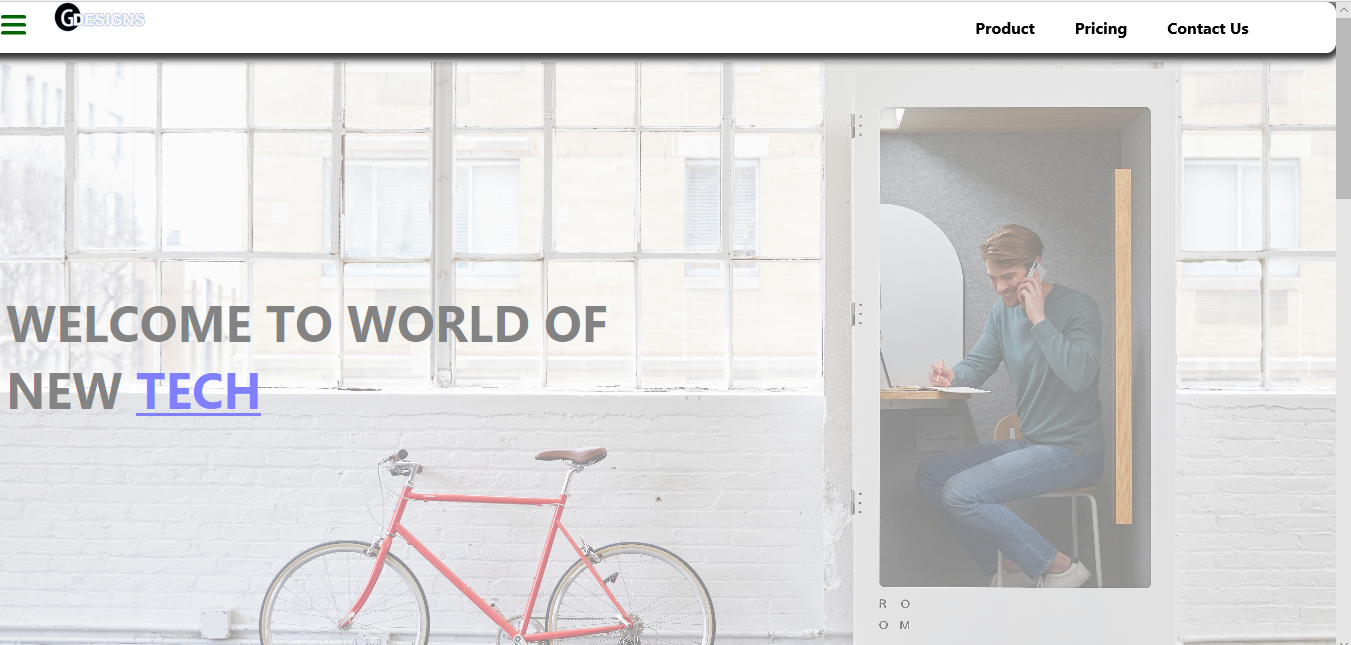 GDESIGNS
Product Pricing Contact Us
WELCOME TO WORLD OF
NEW TECH
R O
O M